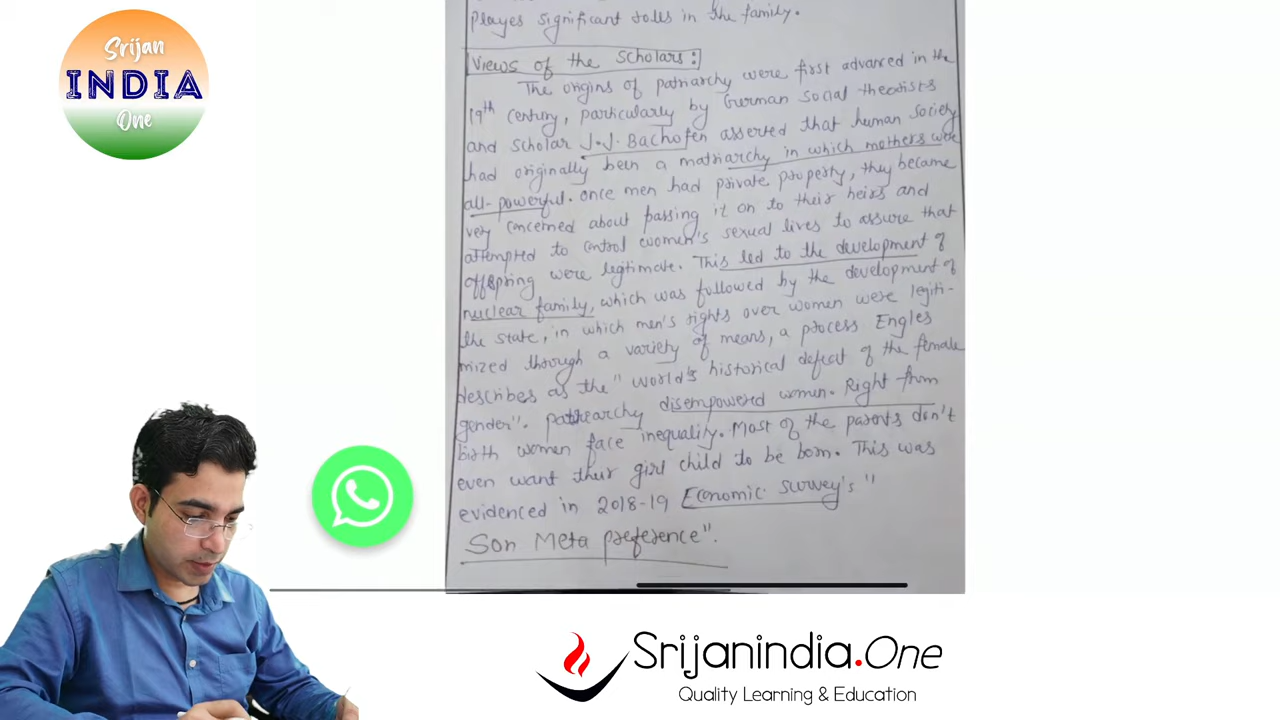 Srijan
INDIA
One
Playes significant roles in the family.
Views of the Scholars:
The origins of patriarchy were first advanced in the
19th century, particularly by German social theorists
and scholar J.J. Bachofen asserted that human society
had originally been a matriarchy in which mothers were
all-powerful. Once men had private property, they became
very concerned about passing it on to their heirs and
attempted to control women's sexual lives to assure that
offspring were legitimate. This led to the development of
nuclear family, which was followed by the development of
the state, in which men's rights over women were legiti-
mized through a variety of means, a process Engles
describes as the "world's historical defeat of the female
gender". patrearchy disempowered women. Right from
birth women face inequality. Most of the parents don't
even want their girl child to be born. This was
evidenced in 2018-19 Economic Survey's "
Son Meta preference".
Srijanindia.One
Quality Learning & Education